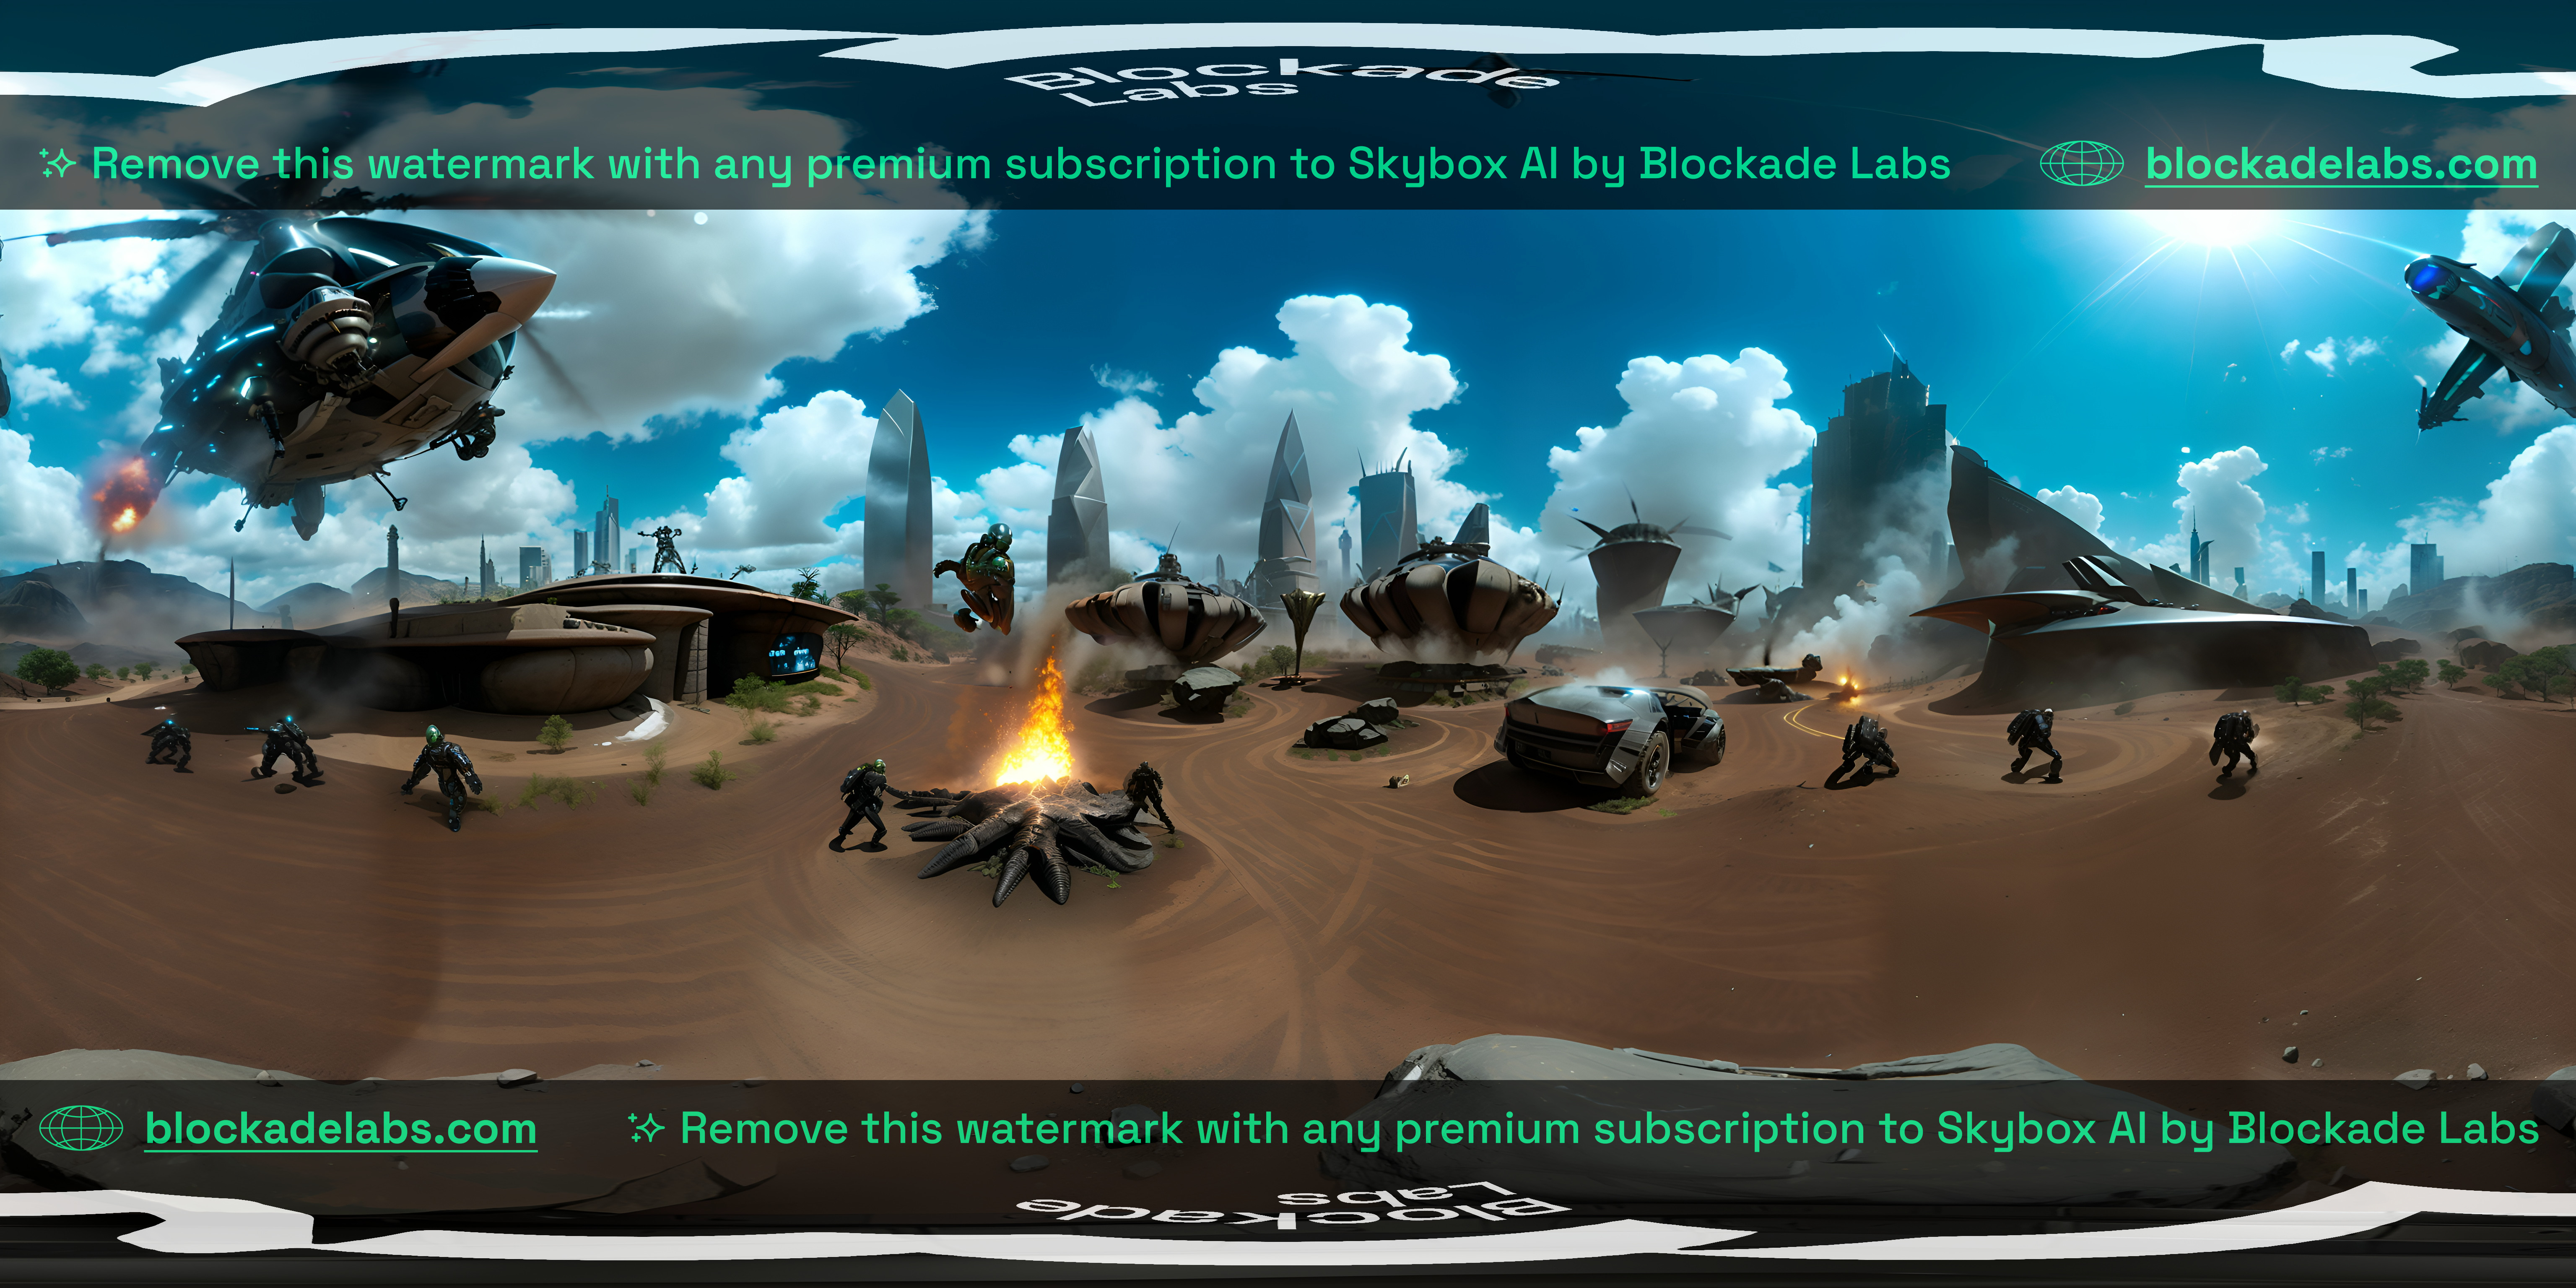 Blockade
Labs
Remove this watermark with any premium subscription to Skybox AI by Blockade Labs
blockadelabs.com
blockadelabs.com
Remove this watermark with any premium subscription to Skybox AI by Blockade Labs
Labs
Blockade